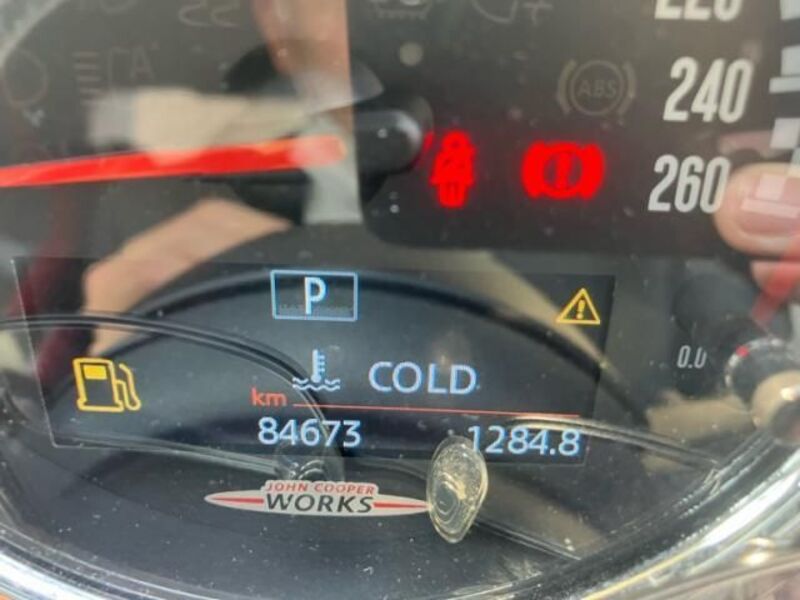 220
240
ABS
260
P
COLD
km
84673 1284.8
0.0
JOHN COOPER
WORKS